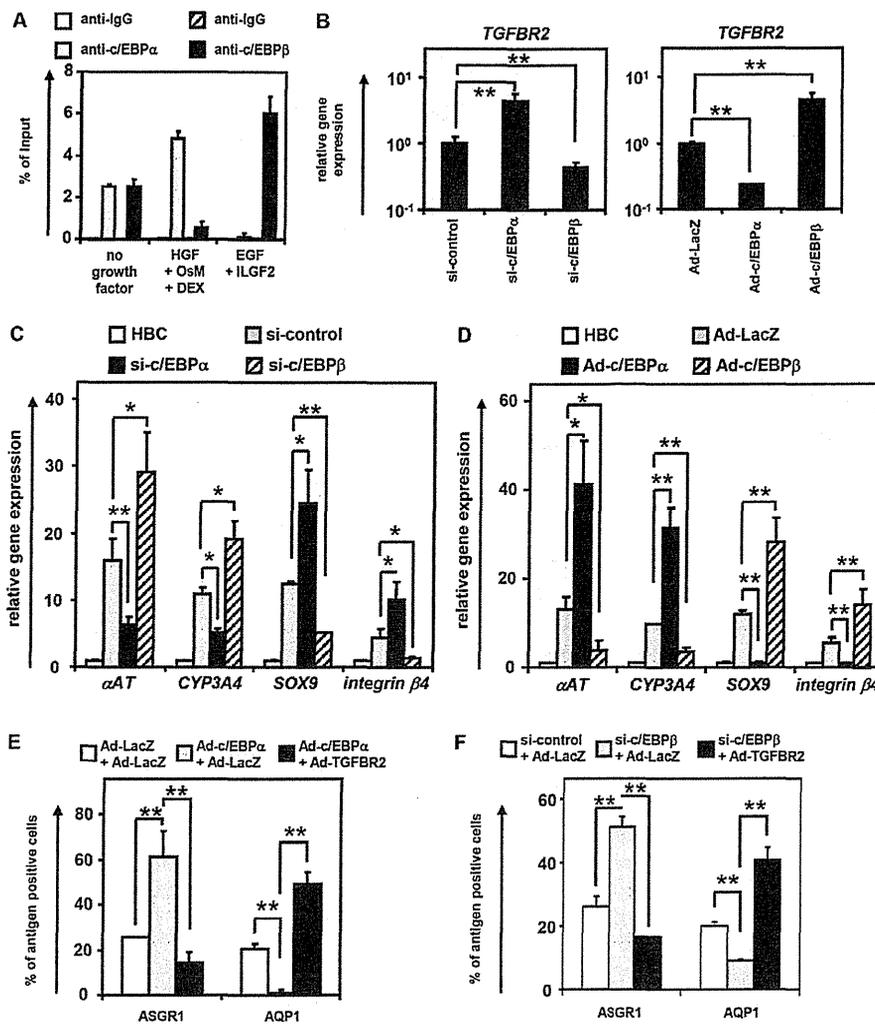 A
anti-IgG anti-IgG
anti-c/EBPα anti-c/EBPβ
% of Input
8
6
4
2
0
no growth factor
HGF + OsM + DEX
EGF + ILGF2
B
TGFBR2
relative gene expression
10¹
10⁰
10⁻¹
si-control
si-c/EBPα
si-c/EBPβ
**
**
TGFBR2
10¹
10⁰
10⁻¹
Ad-LacZ
Ad-c/EBPα
Ad-c/EBPβ
**
**
C
HBC si-control
si-c/EBPα si-c/EBPβ
relative gene expression
40
30
20
10
0
* ** * * ** * * *
αAT CYP3A4 SOX9 integrin β4
D
HBC Ad-LacZ
Ad-c/EBPα Ad-c/EBPβ
relative gene expression
60
40
20
0
* * ** ** ** ** ** **
αAT CYP3A4 SOX9 integrin β4
E
Ad-LacZ + Ad-LacZ
Ad-c/EBPα + Ad-LacZ
Ad-c/EBPα + Ad-TGFBR2
% of antigen positive cells
80
60
40
20
0
** ** ** **
ASGR1 AQP1
F
si-control + Ad-LacZ
si-c/EBPβ + Ad-LacZ
si-c/EBPβ + Ad-TGFBR2
% of antigen positive cells
60
40
20
0
** ** ** **
ASGR1 AQP1